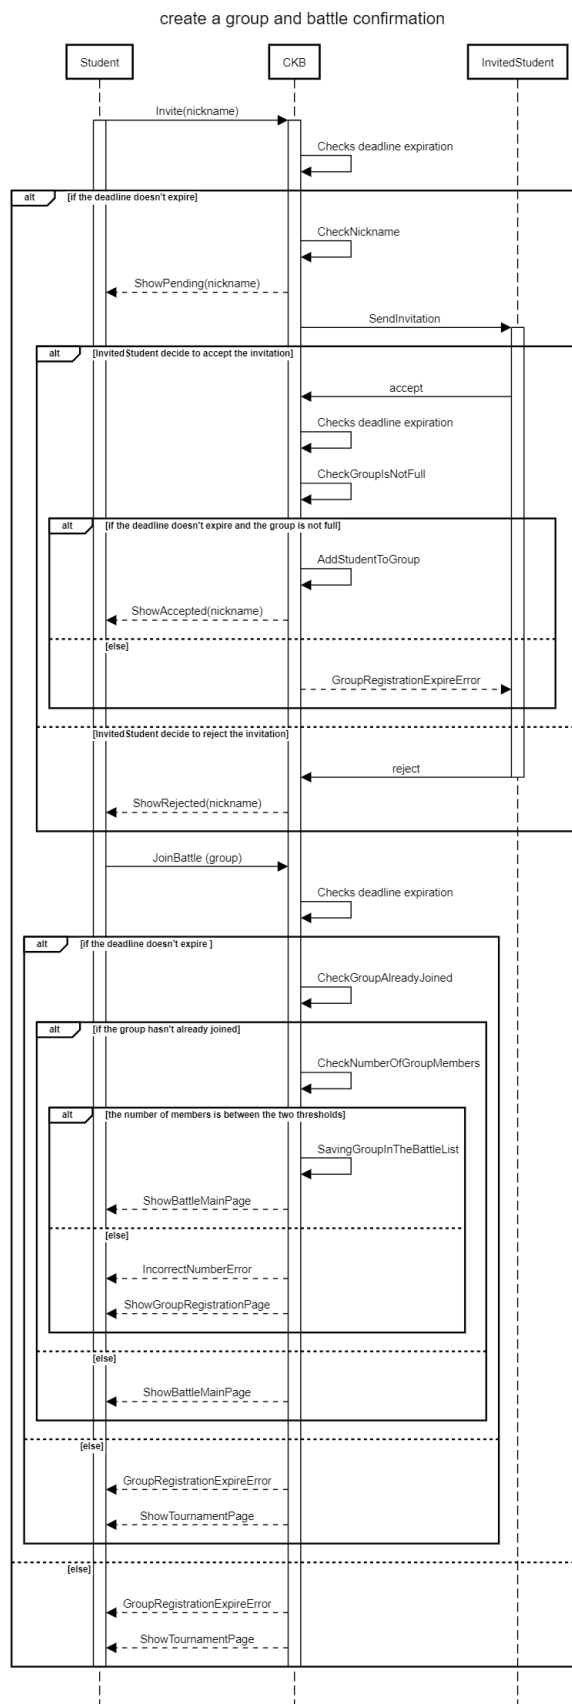 create a group and battle confirmation
Student
CKB
InvitedStudent
Invite(nickname)
Checks deadline expiration
alt
[if the deadline doesn't expire]
CheckNickname
ShowPending(nickname)
SendInvitation
alt
[InvitedStudent decide to accept the invitation]
accept
Checks deadline expiration
CheckGroupIsNotFull
alt
[if the deadline doesn't expire and the group is not full]
AddStudentToGroup
ShowAccepted(nickname)
[else]
GroupRegistrationExpireError
[InvitedStudent decide to reject the invitation]
reject
ShowRejected(nickname)
JoinBattle (group)
Checks deadline expiration
alt
[if the deadline doesn't expire ]
CheckGroupAlreadyJoined
alt
[if the group hasn't already joined]
CheckNumberOfGroupMembers
alt
[the number of members is between the two thresholds]
SavingGroupInTheBattleList
ShowBattleMainPage
[else]
IncorrectNumberError
ShowGroupRegistrationPage
[else]
ShowBattleMainPage
[else]
GroupRegistrationExpireError
ShowTournamentPage
[else]
GroupRegistrationExpireError
ShowTournamentPage